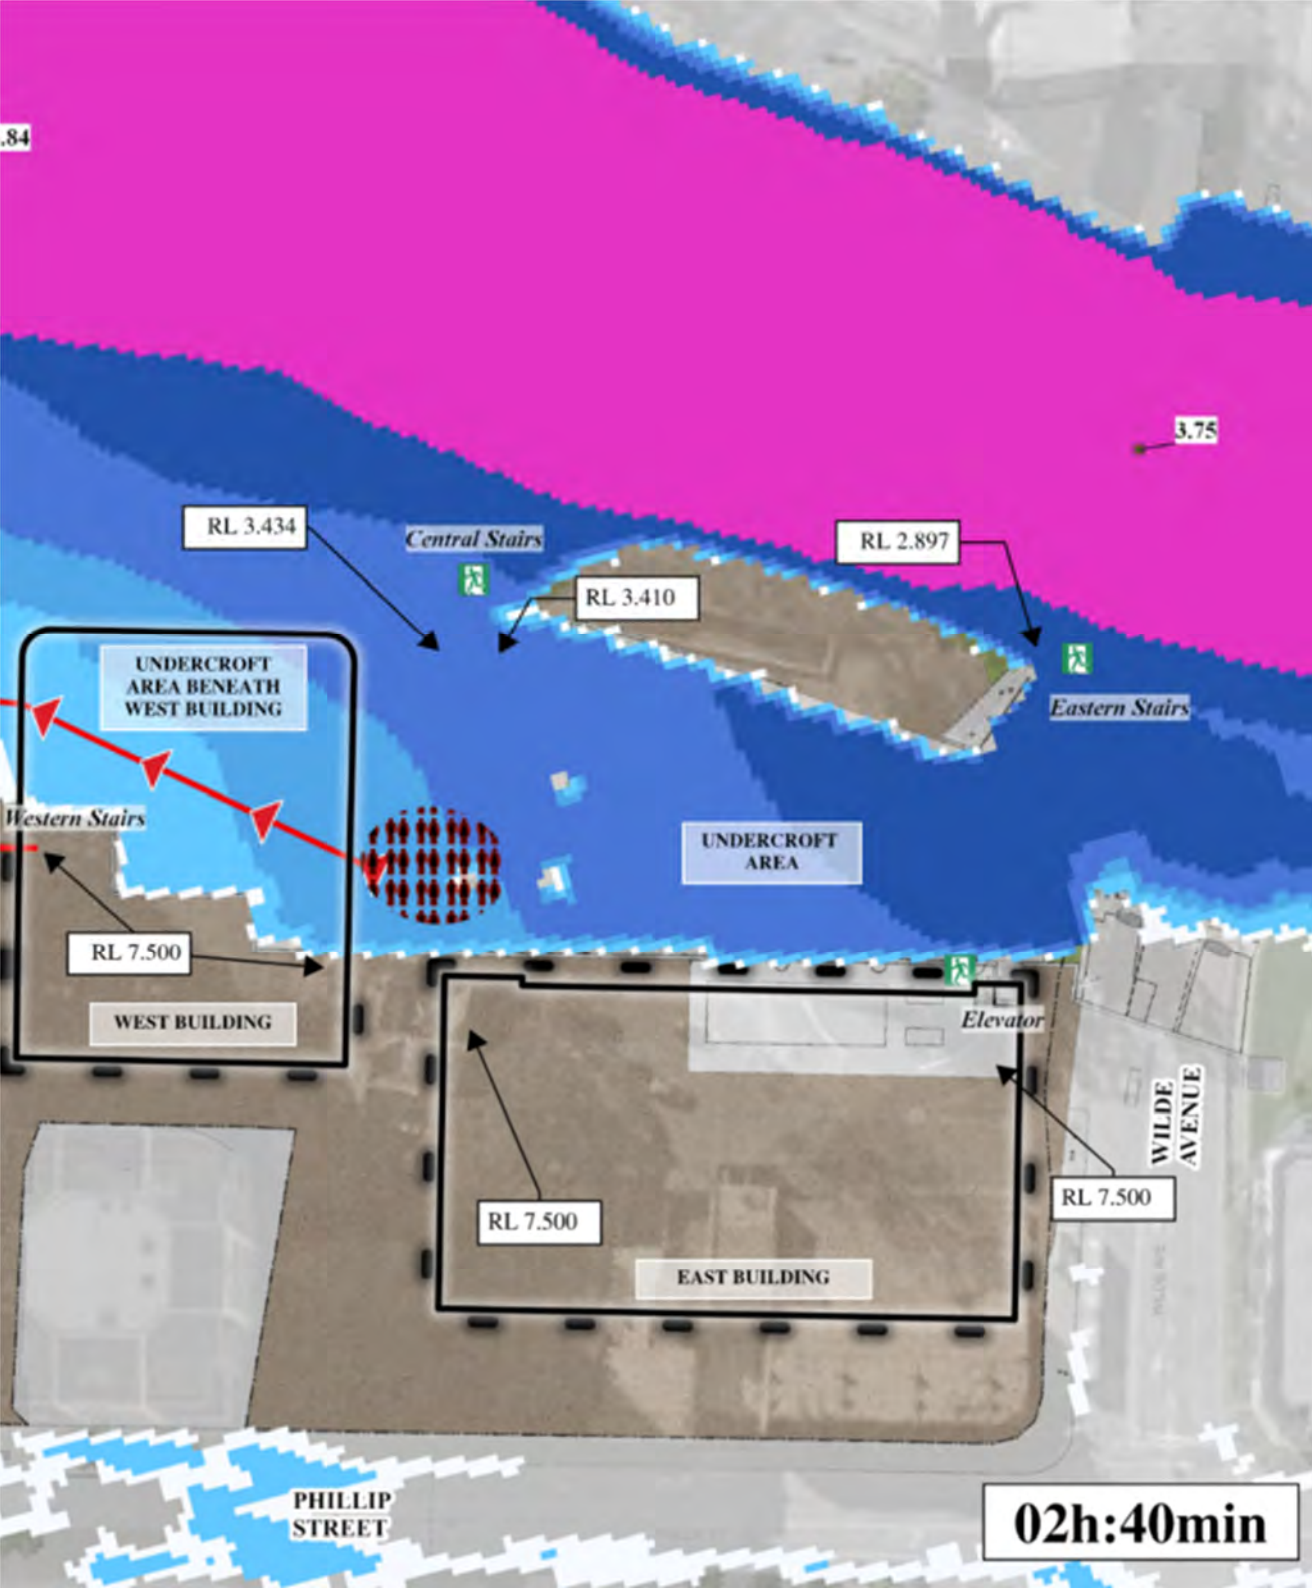 .84
3.75
RL 3.434
Central Stairs
RL 2.897
RL 3.410
UNDERCROFT
AREA BENEATH
WEST BUILDING
Eastern Stairs
Western Stairs
UNDERCROFT
AREA
RL 7.500
WEST BUILDING
Elevator
WILDE
AVENUE
RL 7.500
RL 7.500
EAST BUILDING
PHILLIP
STREET
02h:40min